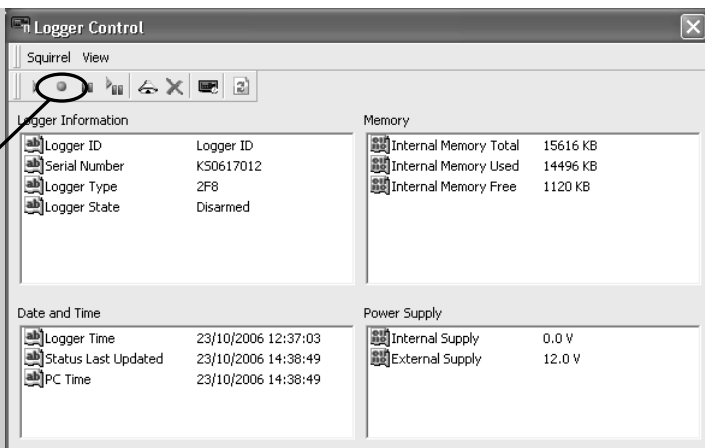 Logger Control
Squirrel View
Logger Information
Logger ID Logger ID
Serial Number KS0617012
Logger Type 2F8
Logger State Disarmed
Memory
Internal Memory Total 15616 KB
Internal Memory Used 14496 KB
Internal Memory Free 1120 KB
Date and Time
Logger Time 23/10/2006 12:37:03
Status Last Updated 23/10/2006 14:38:49
PC Time 23/10/2006 14:38:49
Power Supply
Internal Supply 0.0 V
External Supply 12.0 V